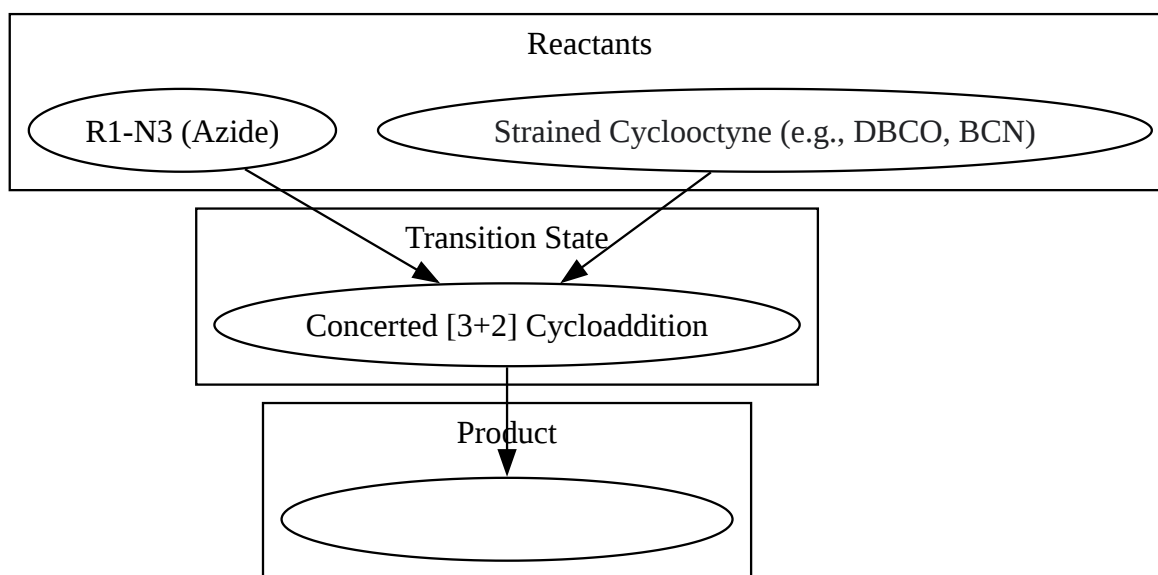 Reactants
R1-N3 (Azide)
Strained Cyclooctyne (e.g., DBCO, BCN)
Transition State
Concerted [3+2] Cycloaddition
Product